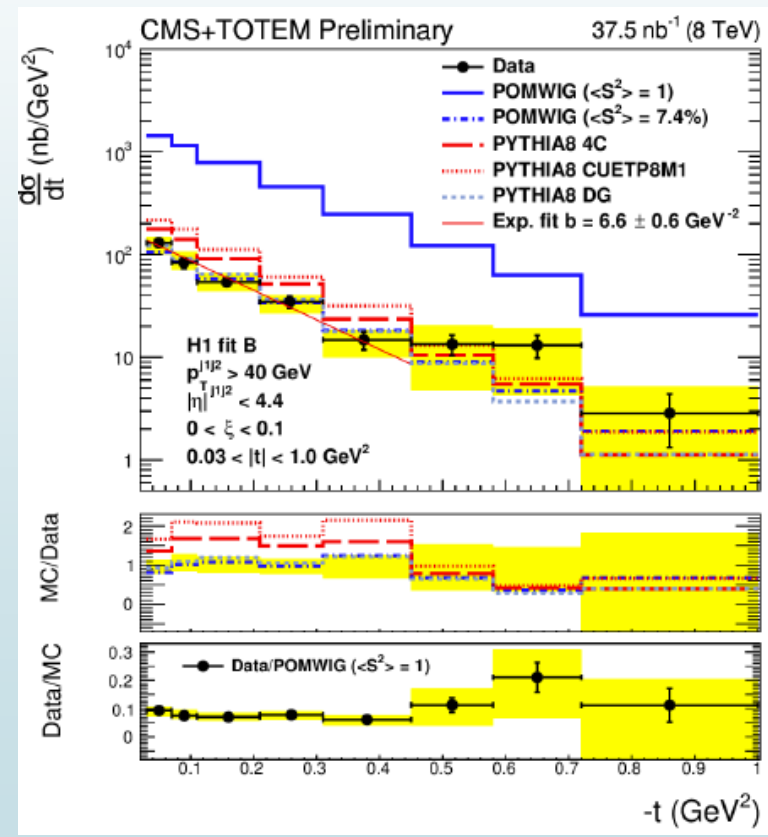 CMS+TOTEM Preliminary 37.5 nb⁻¹ (8 TeV)
dσ/dt (nb/GeV²)
10⁴
10³
10²
10
1
Data
POMWIG (<S²> = 1)
POMWIG (<S²> = 7.4%)
PYTHIA8 4C
PYTHIA8 CUETP8M1
PYTHIA8 DG
Exp. fit b = 6.6 ± 0.6 GeV⁻²
H1 fit B
p_T^j1j2 > 40 GeV
|η|^j1j2 < 4.4
0 < ξ < 0.1
0.03 < |t| < 1.0 GeV²
MC/Data
2
1
0
Data/MC
0.3
0.2
0.1
0
Data/POMWIG (<S²> = 1)
0.1 0.2 0.3 0.4 0.5 0.6 0.7 0.8 0.9 1
-t (GeV²)